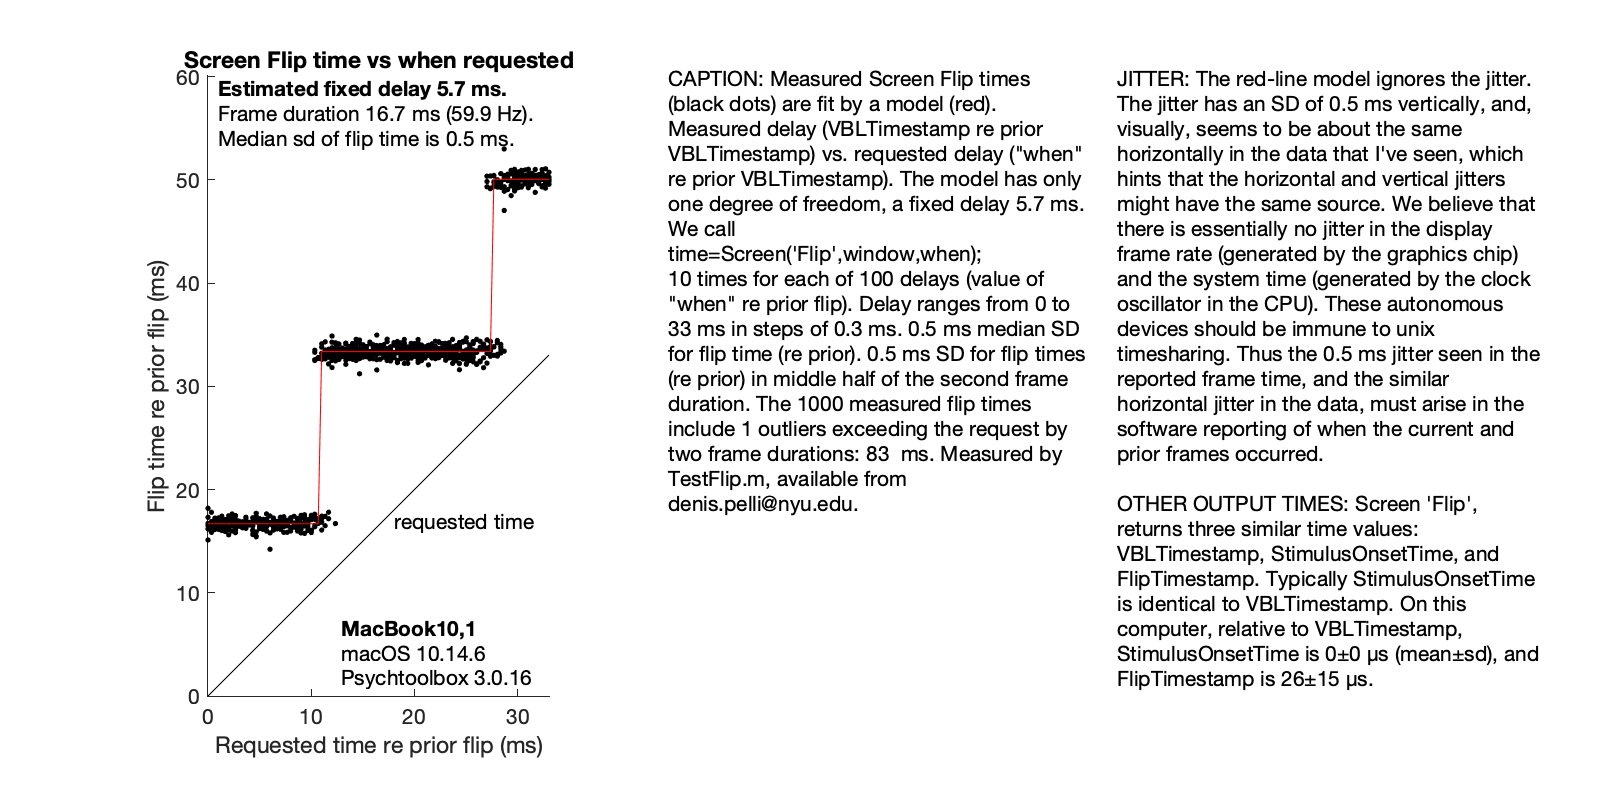 Screen Flip time vs when requested
Estimated fixed delay 5.7 ms.
Frame duration 16.7 ms (59.9 Hz).
Median sd of flip time is 0.5 ms.
60
50
40
30
20
10
0
Flip time re prior flip (ms)
requested time
MacBook10,1
macOS 10.14.6
Psychtoolbox 3.0.16
0 10 20 30
Requested time re prior flip (ms)
CAPTION: Measured Screen Flip times
(black dots) are fit by a model (red).
Measured delay (VBLTimestamp re prior
VBLTimestamp) vs. requested delay ("when"
re prior VBLTimestamp). The model has only
one degree of freedom, a fixed delay 5.7 ms.
We call
time=Screen('Flip',window,when);
10 times for each of 100 delays (value of
"when" re prior flip). Delay ranges from 0 to
33 ms in steps of 0.3 ms. 0.5 ms median SD
for flip time (re prior). 0.5 ms SD for flip times
(re prior) in middle half of the second frame
duration. The 1000 measured flip times
include 1 outliers exceeding the request by
two frame durations: 83  ms. Measured by
TestFlip.m, available from
denis.pelli@nyu.edu.
JITTER: The red-line model ignores the jitter.
The jitter has an SD of 0.5 ms vertically, and,
visually, seems to be about the same
horizontally in the data that I've seen, which
hints that the horizontal and vertical jitters
might have the same source. We believe that
there is essentially no jitter in the display
frame rate (generated by the graphics chip)
and the system time (generated by the clock
oscillator in the CPU). These autonomous
devices should be immune to unix
timesharing. Thus the 0.5 ms jitter seen in the
reported frame time, and the similar
horizontal jitter in the data, must arise in the
software reporting of when the current and
prior frames occurred.
OTHER OUTPUT TIMES: Screen 'Flip',
returns three similar time values:
VBLTimestamp, StimulusOnsetTime, and
FlipTimestamp. Typically StimulusOnsetTime
is identical to VBLTimestamp. On this
computer, relative to VBLTimestamp,
StimulusOnsetTime is 0±0 µs (mean±sd), and
FlipTimestamp is 26±15 µs.